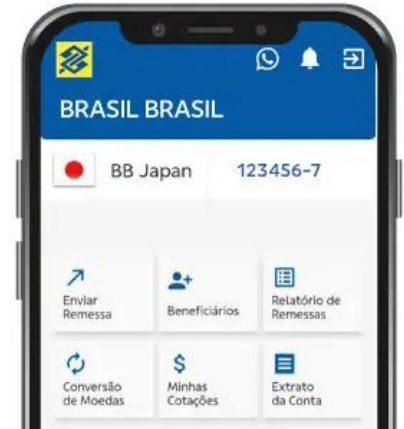 BRASIL BRASIL
BB Japan 123456-7
Enviar
Remessa
Beneficiários
Relatório de
Remessas
Conversão
de Moedas
Minhas
Cotações
Extrato
da Conta